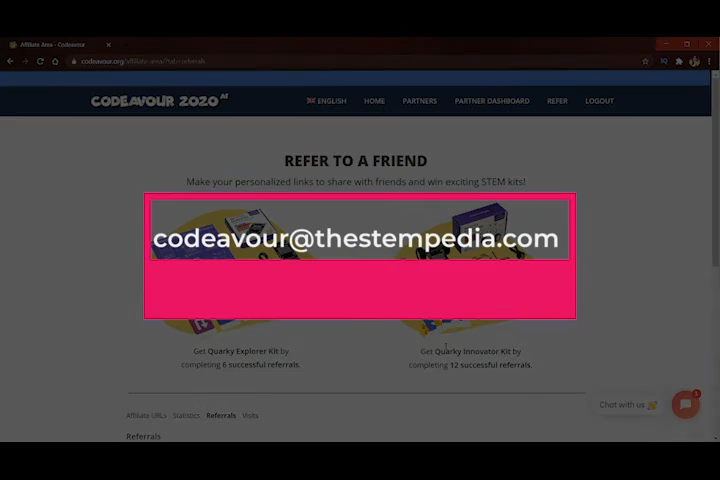 Affiliate Area - Codeavour
codeavour.org/affiliate-area/?tab=referrals
CODEAVOUR 2020 AI
ENGLISH HOME PARTNERS PARTNER DASHBOARD REFER LOGOUT
REFER TO A FRIEND
Make your personalized links to share with friends and win exciting STEM kits!
codeavour@thestempedia.com
Get Quarky Explorer Kit by
completing 6 successful referrals.
Get Quarky Innovator Kit by
completing 12 successful referrals.
Chat with us
1
Affiliate URLs Statistics Referrals Visits
Referrals